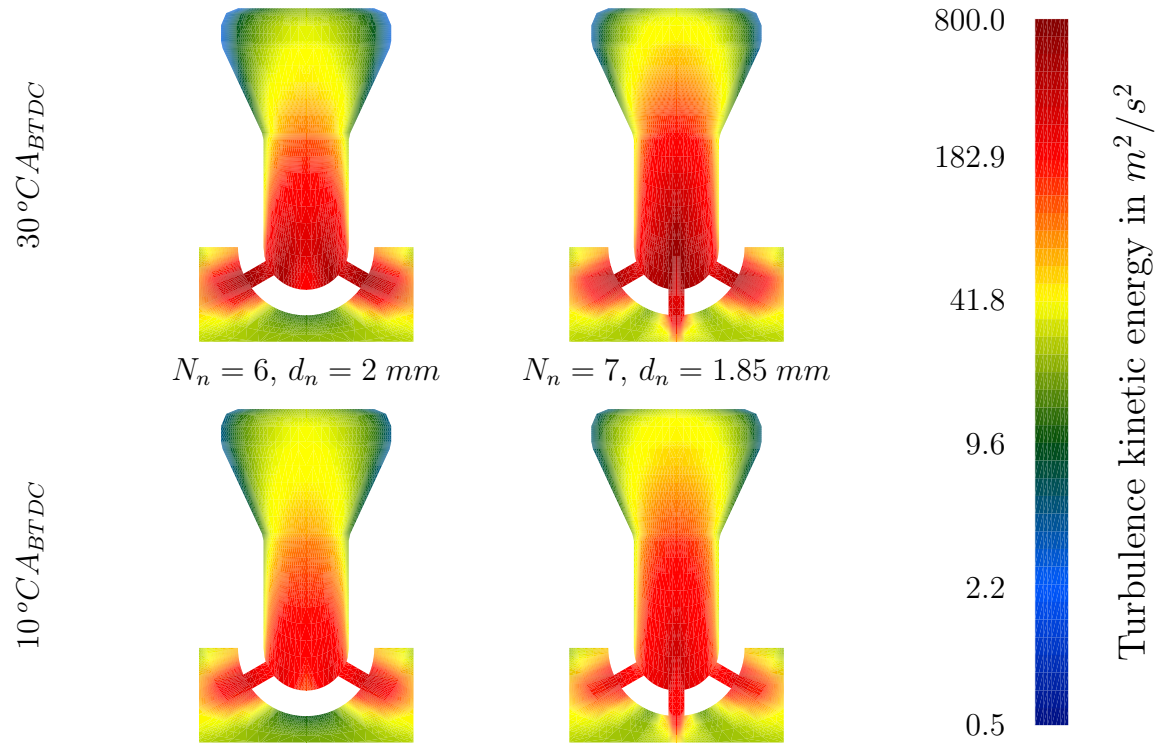 30 °CA_BTDC
N_n = 6, d_n = 2 mm
N_n = 7, d_n = 1.85 mm
10 °CA_BTDC
800.0
182.9
41.8
9.6
2.2
0.5
Turbulence kinetic energy in m²/s²